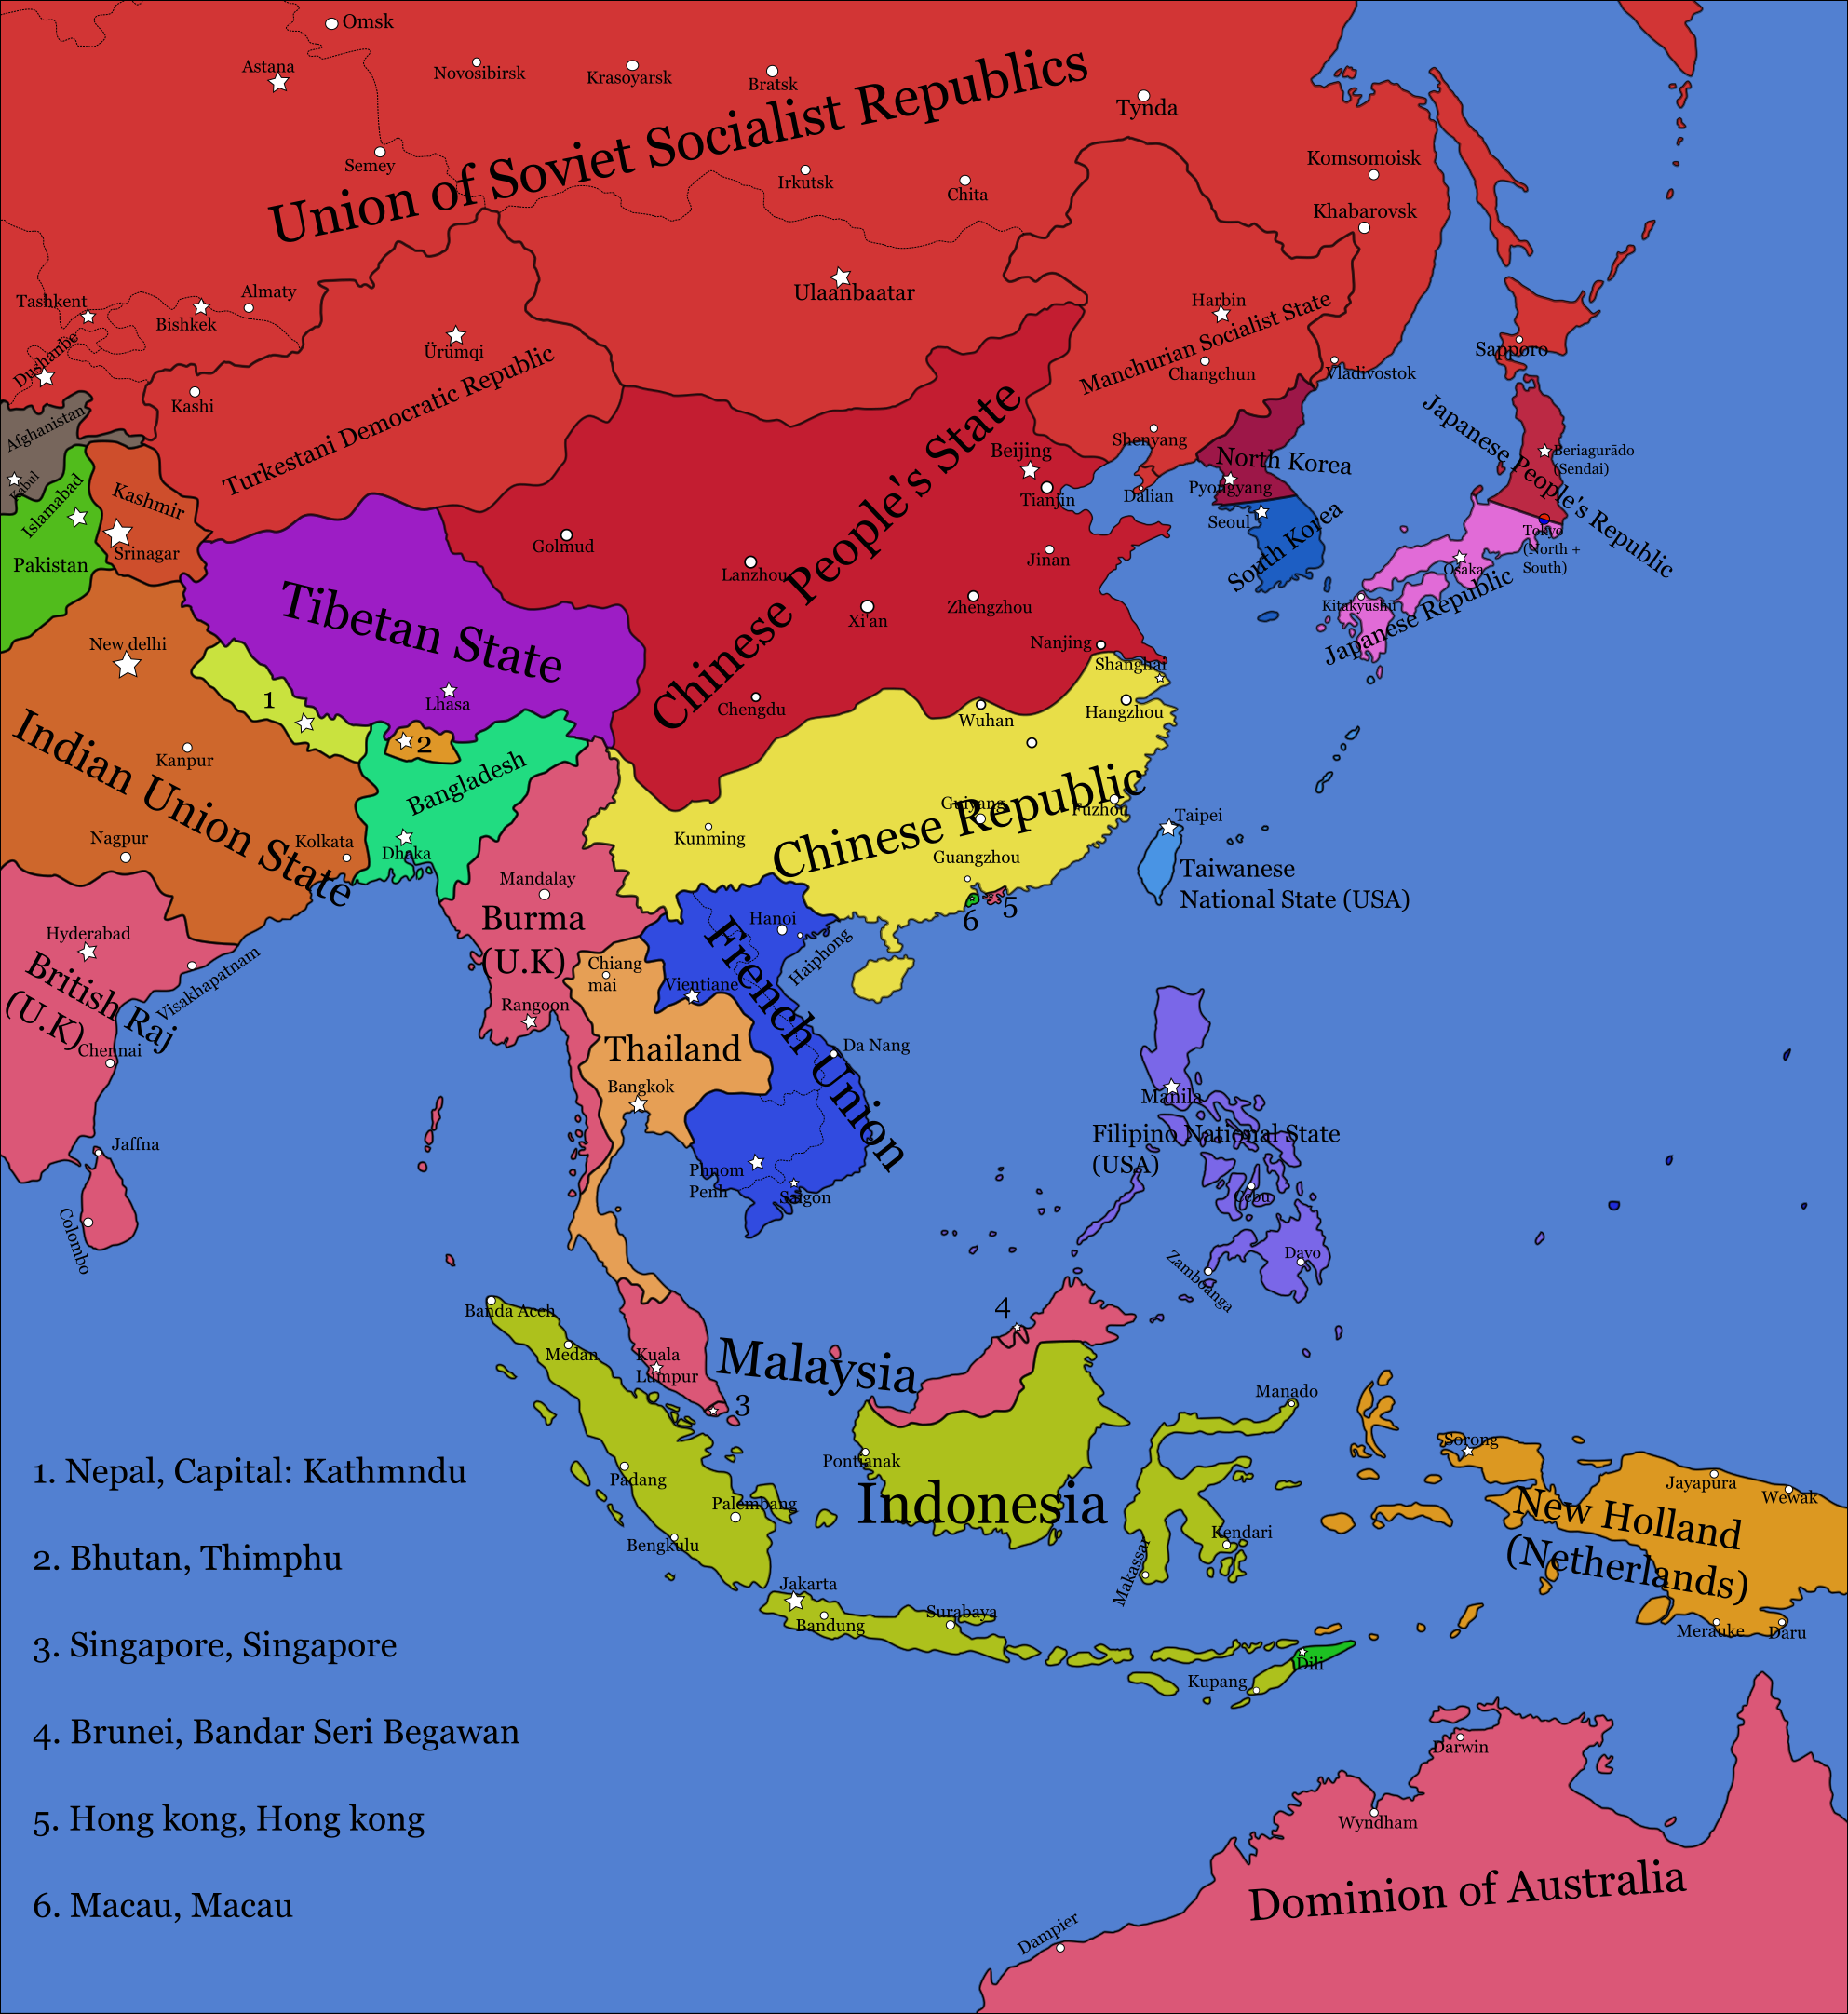 Omsk
Astana
Novosibirsk
Krasoyarsk
Bratsk
Union of Soviet Socialist Republics
Tynda
Semey
Irkutsk
Chita
Komsomoisk
Khabarovsk
Tashkent
Bishkek
Almaty
Ulaanbaatar
Harbin
Manchurian Socialist State
Dushanbe
Ürümqi
Turkestani Democratic Republic
Kashi
Changchun
Vladivostok
Sapporo
Afghanistan
Kabul
Islamabad
Kashmir
Srinagar
Pakistan
Chinese People's State
Beijing
Tianjin
Shenyang
Dalian
North Korea
Pyongyang
Seoul
South Korea
Japanese People's Republic
Beriagurādo
(Sendai)
Tokyo
(North +
South)
Osaka
Kitakyūshū
Japanese Republic
Golmud
Lanzhou
Jinan
Xi'an
Zhengzhou
Nanjing
Shanghai
Tibetan State
Lhasa
New delhi
1
2
Chengdu
Wuhan
Hangzhou
Indian Union State
Kanpur
Bangladesh
Nagpur
Kolkata
Dhaka
Kunming
Chinese Republic
Guiyang
Fuzhou
Guangzhou
Taipei
Taiwanese
National State (USA)
5
6
Mandalay
Burma
(U.K)
Hyderabad
British Raj
(U.K)
Visakhapatnam
Chennai
Rangoon
Chiang
mai
Hanoi
Haiphong
Vientiane
French Union
Thailand
Bangkok
Da Nang
Phnom
Penh
Saigon
Manila
Filipino National State
(USA)
Cebu
Davo
Zamboanga
Jaffna
Colombo
Banda Aceh
Medan
Kuala
Lumpur
Malaysia
3
4
Manado
Pontianak
Padang
Palembang
Indonesia
Bengkulu
Kendari
Makassar
Jakarta
Bandung
Surabaya
Kupang
Dili
Sorong
Jayapura
Wewak
New Holland
(Netherlands)
Merauke
Daru
Darwin
Wyndham
Dominion of Australia
Dampier
1. Nepal, Capital: Kathmndu
2. Bhutan, Thimphu
3. Singapore, Singapore
4. Brunei, Bandar Seri Begawan
5. Hong kong, Hong kong
6. Macau, Macau